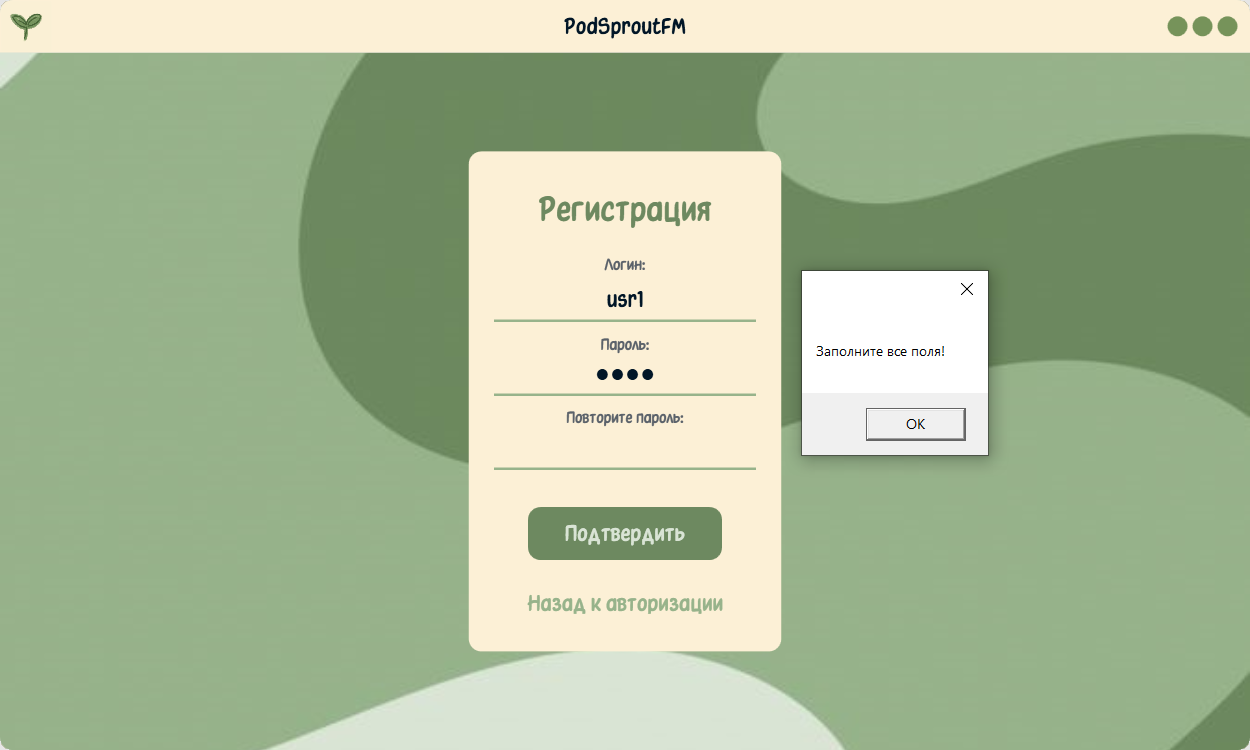 PodSproutFM
Регистрация
Логин:
usr1
Пароль:
●●●●
Повторите пароль:
Подтвердить
Назад к авторизации
Заполните все поля!
OK